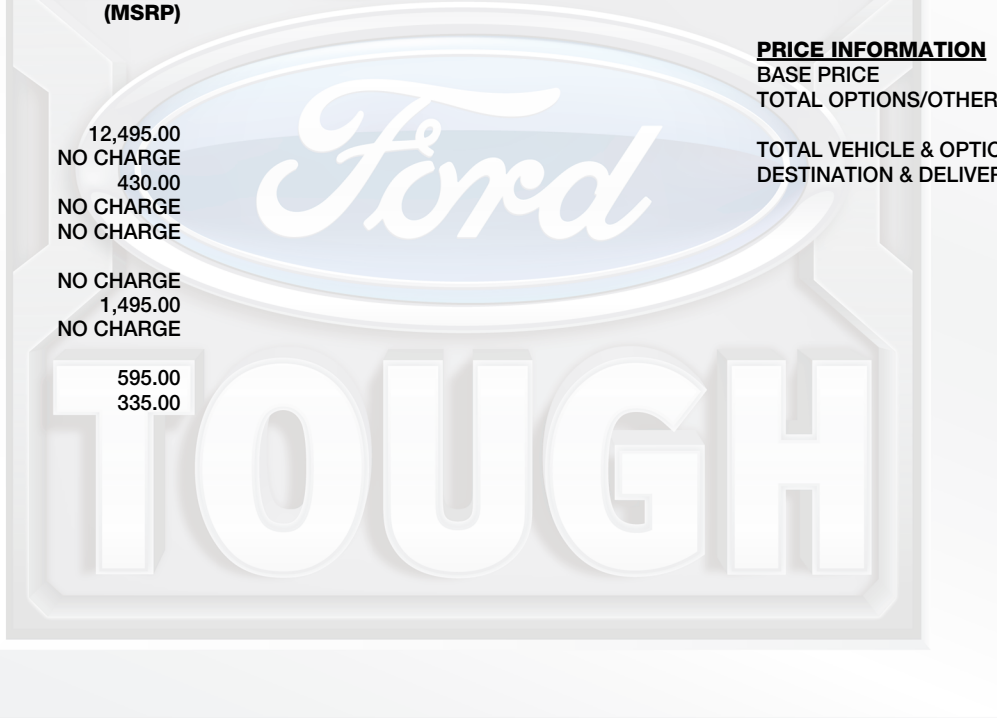 (MSRP)
12,495.00
NO CHARGE
430.00
NO CHARGE
NO CHARGE
NO CHARGE
1,495.00
NO CHARGE
595.00
335.00
PRICE INFORMATION
BASE PRICE
TOTAL OPTIONS/OTHER
TOTAL VEHICLE & OPTIO
DESTINATION & DELIVER
Ford
TOUGH